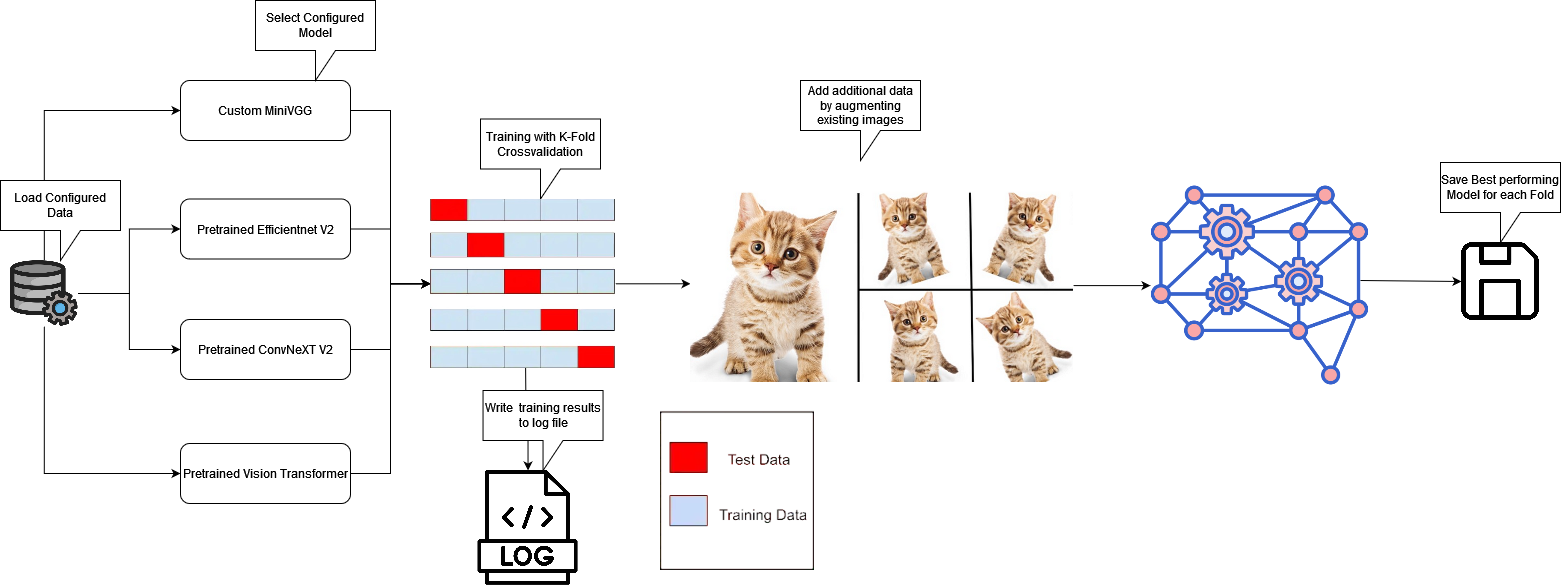 Select Configured
Model
Custom MiniVGG
Load Configured
Data
Pretrained Efficientnet V2
Pretrained ConvNeXT V2
Pretrained Vision Transformer
Training with K-Fold
Crossvalidation
Write  training results
to log file
</>
LOG
Test Data
Training Data
Add additional data
by augmenting
existing images
Save Best performing
Model for each Fold